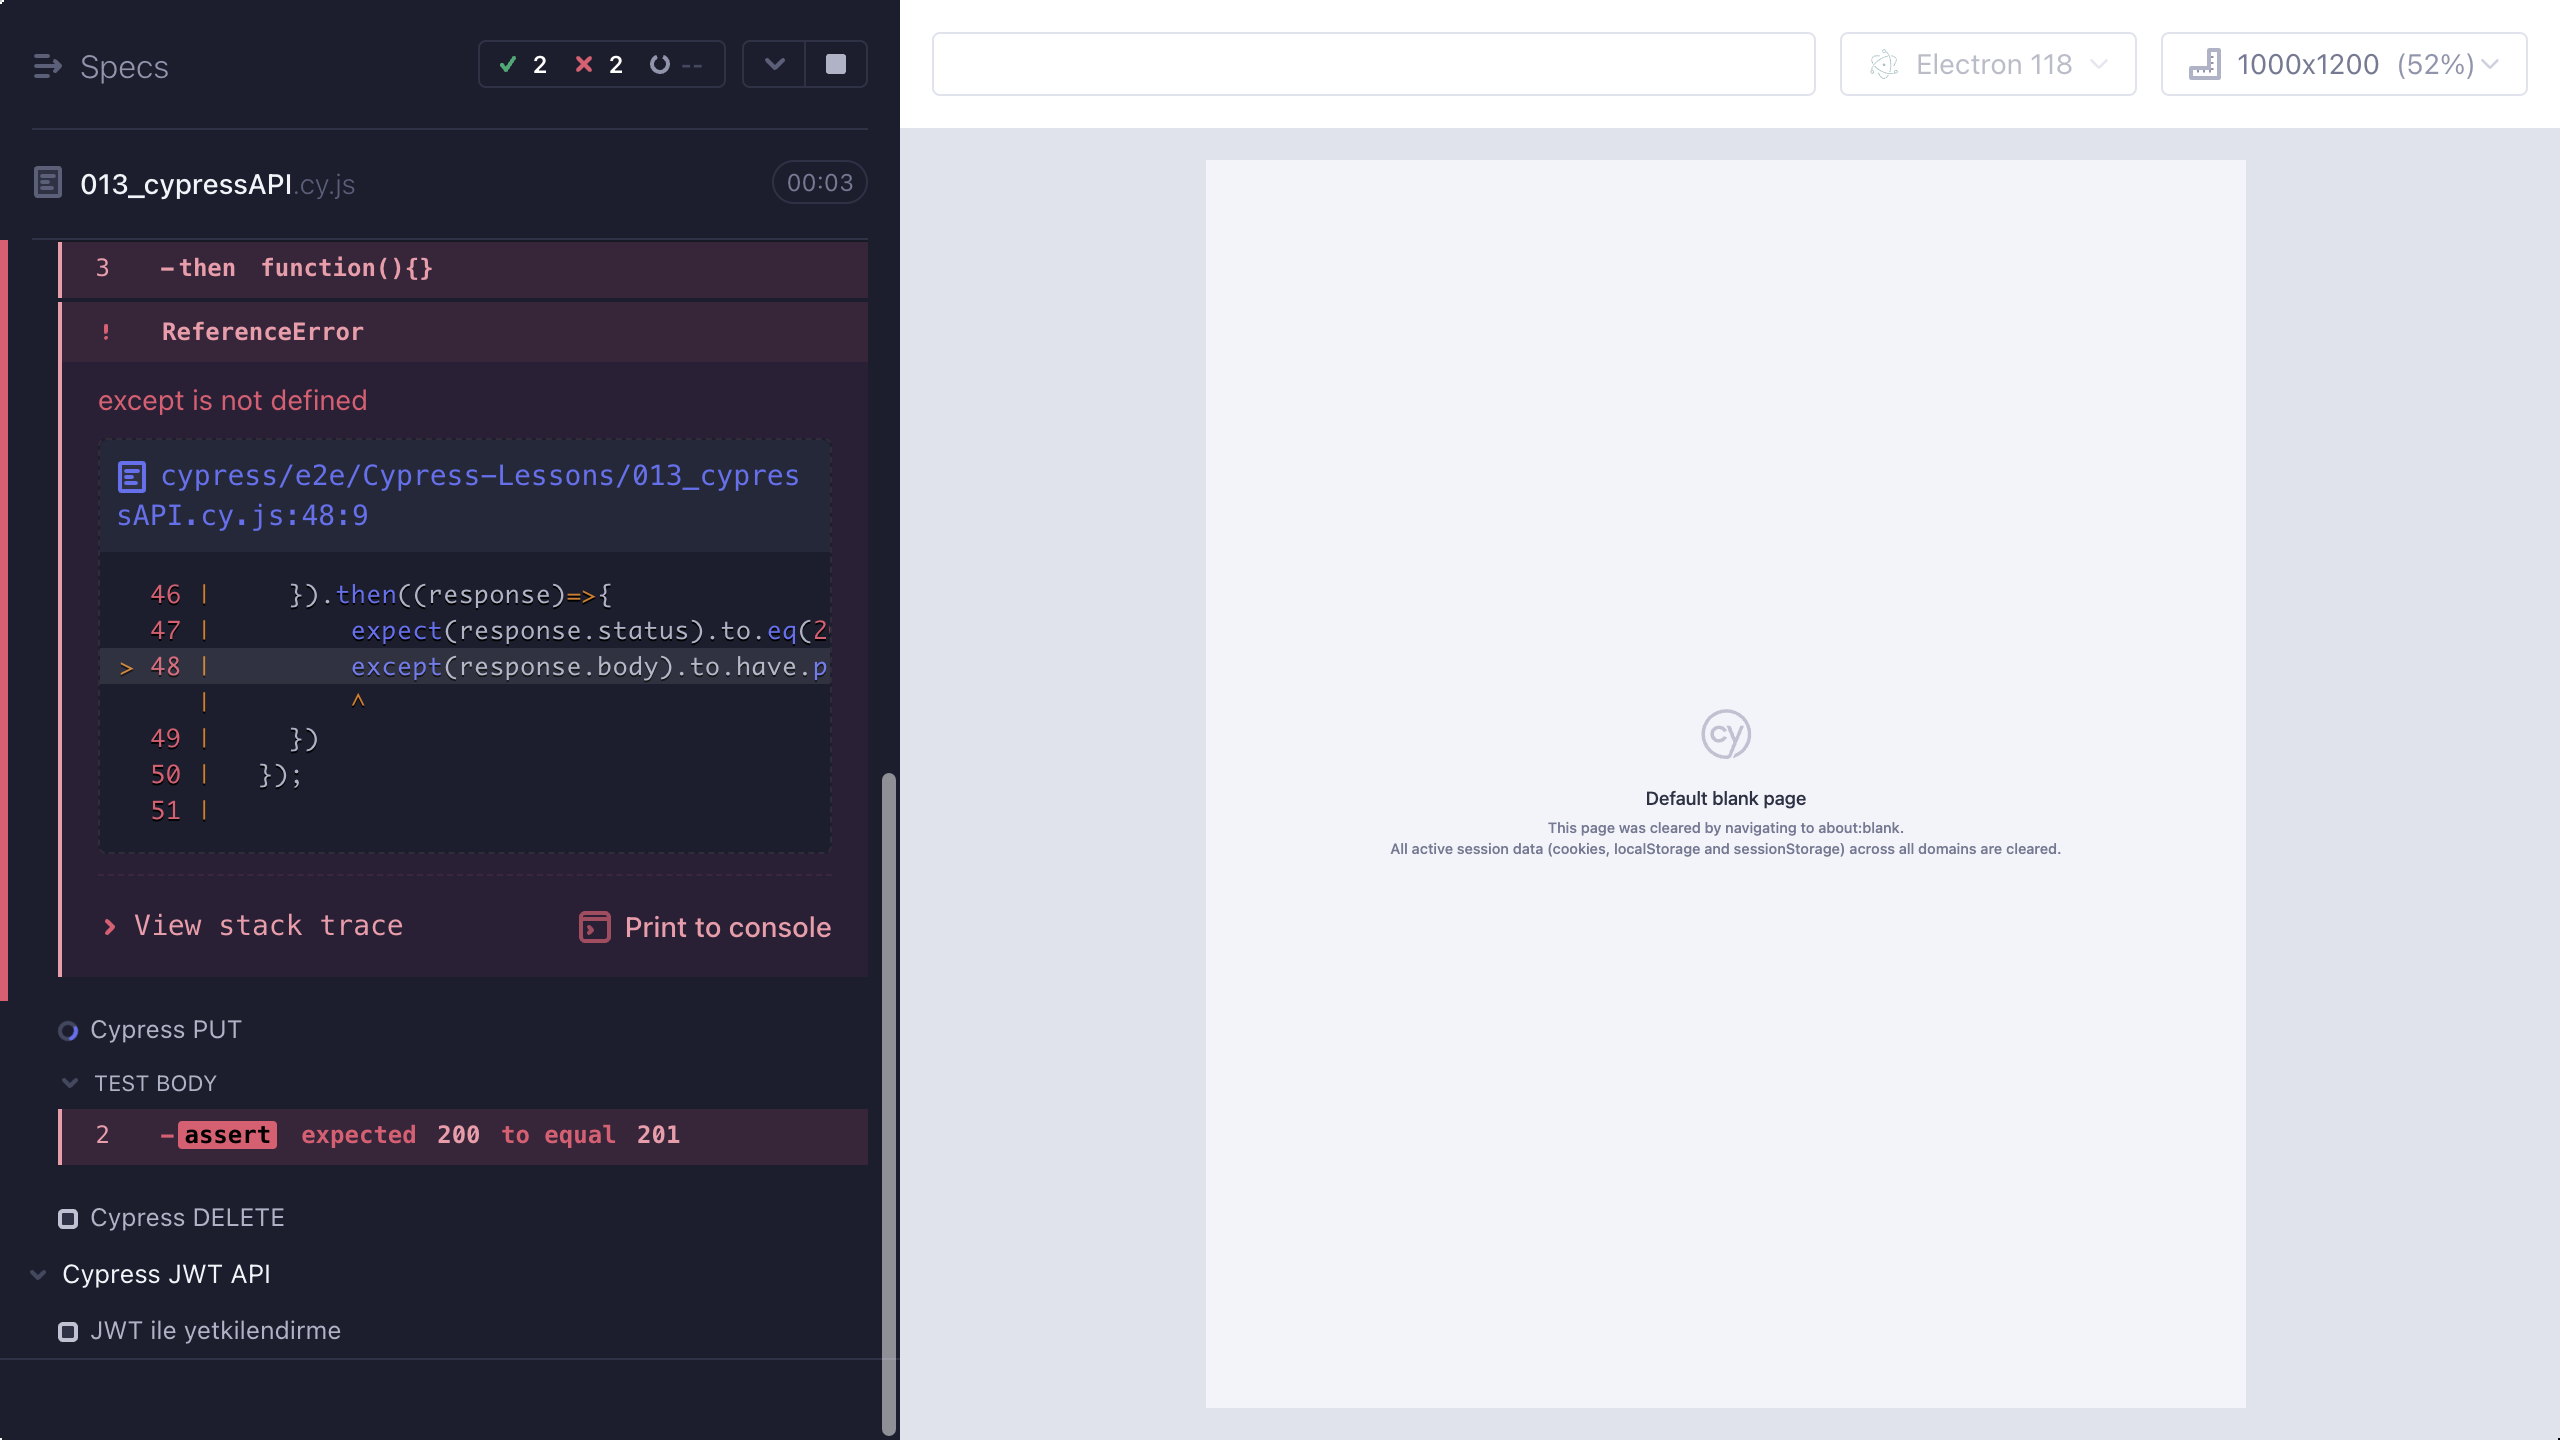 Specs
2 2 --
013_cypressAPI.cy.js
00:03
3 -then function(){}
! ReferenceError
except is not defined
cypress/e2e/Cypress-Lessons/013_cypres
sAPI.cy.js:48:9
46 | }).then((response)=>{
47 | expect(response.status).to.eq(2
> 48 | except(response.body).to.have.p
| ^
49 | })
50 | });
51 |
View stack trace
Print to console
Cypress PUT
TEST BODY
2 -assert expected 200 to equal 201
Cypress DELETE
Cypress JWT API
JWT ile yetkilendirme
Electron 118
1000x1200 (52%)
cy
Default blank page
This page was cleared by navigating to about:blank.
All active session data (cookies, localStorage and sessionStorage) across all domains are cleared.